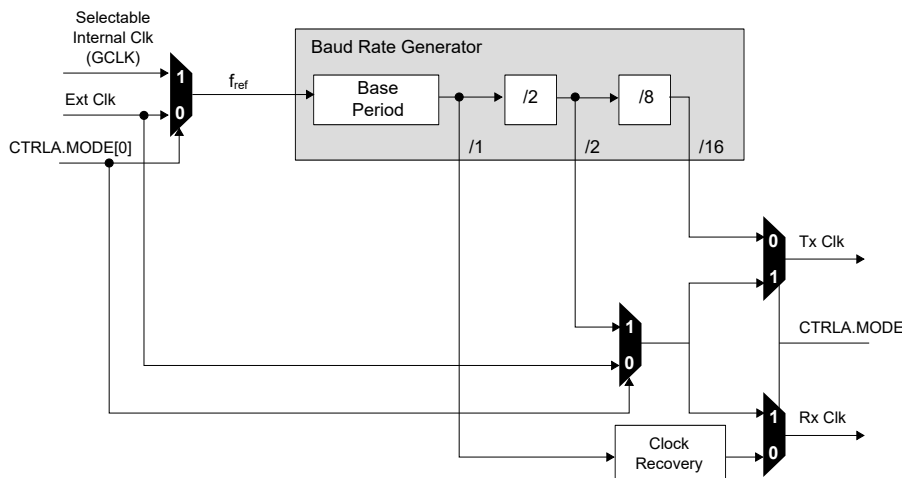 Selectable
Internal Clk
(GCLK)
Baud Rate Generator
fref
Base
Period
/2
/8
1
Ext Clk
0
CTRLA.MODE[0]
/1
/2
/16
0
Tx Clk
1
1
CTRLA.MODE
0
1
Rx Clk
Clock
Recovery
0